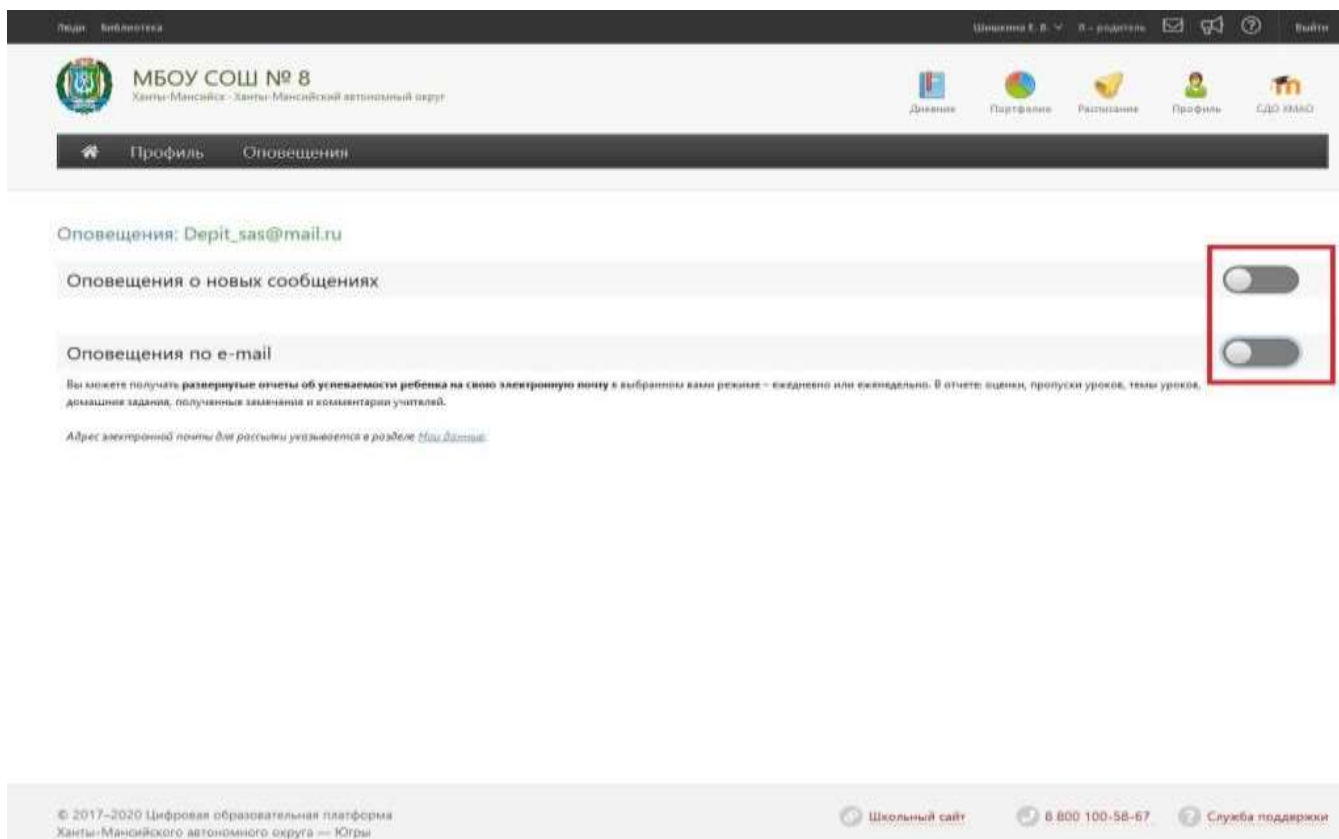 Люди Библиотека Шишкина Е. В. Я – родитель Выйти
МБОУ СОШ № 8
Ханты-Мансийск - Ханты-Мансийский автономный округ
Дневник Портфолио Расписание Профиль СДО ХМАО
Профиль Оповещения
Оповещения: Depit_sas@mail.ru
Оповещения о новых сообщениях
Оповещения по e-mail
Вы можете получать развернутые отчеты об успеваемости ребенка на свою электронную почту в выбранном вами режиме – ежедневно или еженедельно. В отчете: оценки, пропуски уроков, темы уроков,
домашние задания, полученные замечания и комментарии учителей.
Адрес электронной почты для рассылки указывается в разделе Мои данные.
© 2017–2020 Цифровая образовательная платформа
Ханты-Мансийского автономного округа — Югры
Школьный сайт 8 800 100-58-67 Служба поддержки